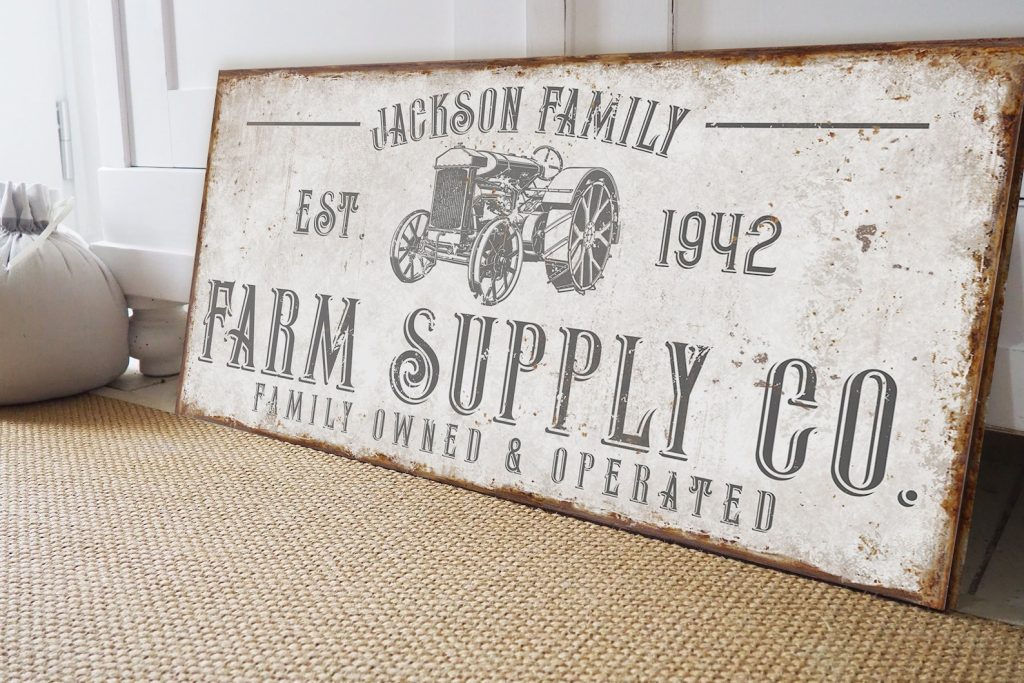 JACKSON FAMILY
EST. 1942
FARM SUPPLY CO.
FAMILY OWNED & OPERATED